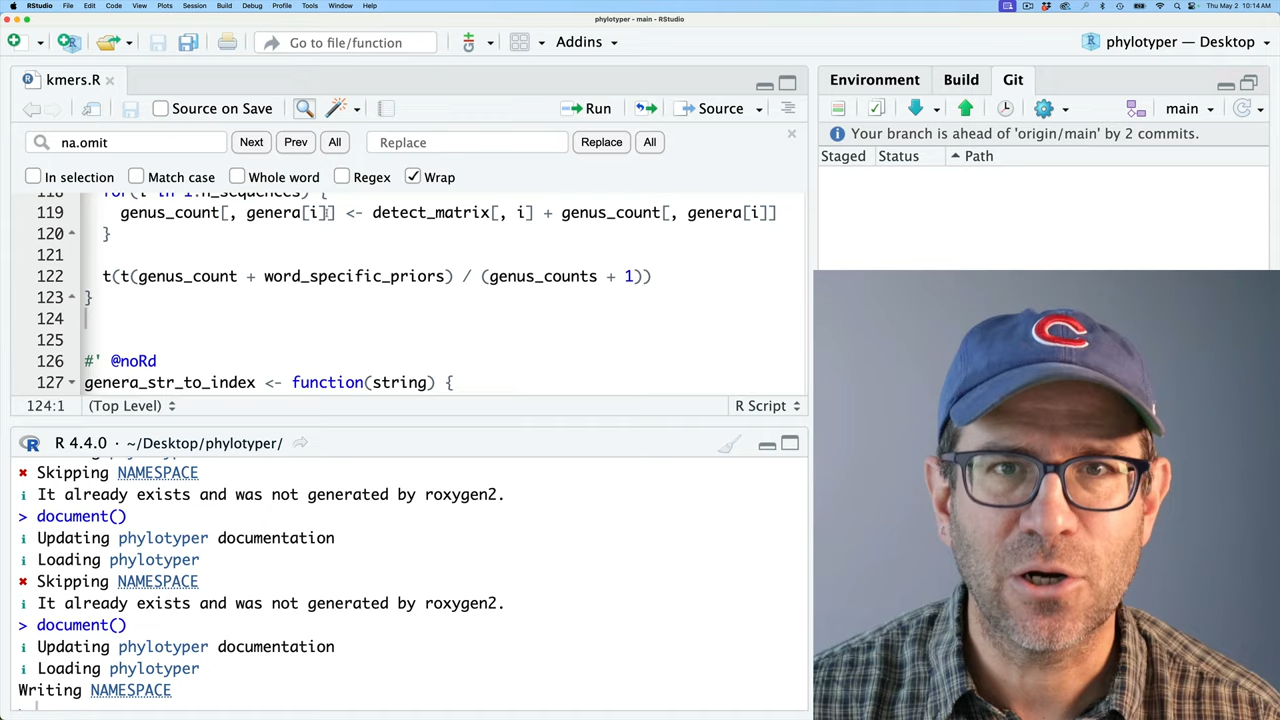 RStudio File Edit Code View Plots Session Build Debug Profile Tools Window Help Thu May 2 10:14 AM
phylotyper - main - RStudio
Go to file/function Addins phylotyper — Desktop
kmers.R
Source on Save Run Source
na.omit Next Prev All Replace Replace All
In selection Match case Whole word Regex Wrap
118 for(i in 1:n_sequences) {
119 genus_count[, genera[i]] <- detect_matrix[, i] + genus_count[, genera[i]]
120 }
121
122 t(t(genus_count + word_specific_priors) / (genus_counts + 1))
123 }
124
125
126 #' @noRd
127 genera_str_to_index <- function(string) {
124:1 (Top Level) R Script
R 4.4.0 · ~/Desktop/phylotyper/
✖ Skipping NAMESPACE
ℹ It already exists and was not generated by roxygen2.
> document()
ℹ Updating phylotyper documentation
ℹ Loading phylotyper
✖ Skipping NAMESPACE
ℹ It already exists and was not generated by roxygen2.
> document()
ℹ Updating phylotyper documentation
ℹ Loading phylotyper
Writing NAMESPACE
Environment Build Git
main
Your branch is ahead of 'origin/main' by 2 commits.
Staged Status Path
C